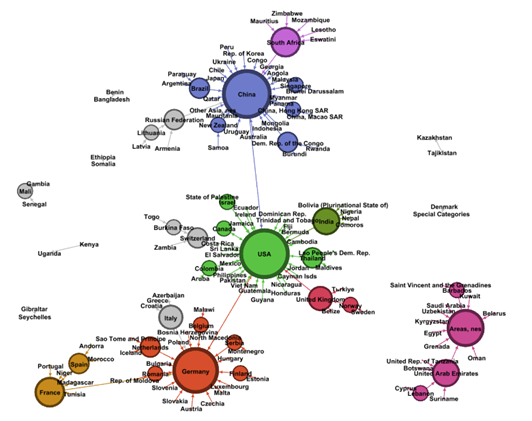 Zimbabwe
Mauritius
Mozambique
Lesotho
Eswatini
South Africa
Peru
Rep. of Korea
Congo
Ukraine
Georgia
Chile
Angola
Paraguay
Japan
Malaysia
Argentina
Brazil
Singapore
Brunei Darussalam
China
Qatar
Myanmar
Panama
Benin
Bangladesh
Other Asia, nes
China, Hong Kong SAR
Mauritania
China, Macao SAR
Russian Federation
New Zealand
Mongolia
Indonesia
Lithuania
Uruguay
Australia
Dem. Rep. of the Congo
Latvia
Armenia
Samoa
Rwanda
Burundi
Kazakhstan
Tajikistan
Ethiopia
Somalia
Gambia
Mali
Senegal
State of Palestine
Israel
Ecuador
Ireland
Dominican Rep.
Trinidad and Tobago
Bolivia (Plurinational State of)
Nigeria
Nepal
India
Comoros
Denmark
Special Categories
Togo
Burkina Faso
Jamaica
Canada
Fiji
Bermuda
Switzerland
Zambia
Costa Rica
Sri Lanka
El Salvador
USA
Cambodia
Lao People's Dem. Rep.
Thailand
Kenya
Uganda
Mexico
Colombia
Aruba
Philippines
Pakistan
Viet Nam
Jordan
Maldives
Cayman Isds
Nicaragua
Guatemala
Honduras
Guyana
Türkiye
United Kingdom
Norway
Belize
Sweden
Saint Vincent and the Grenadines
Barbados
Kuwait
Saudi Arabia
Uzbekistan
Belarus
Kyrgyzstan
Areas, nes
Egypt
Grenada
Oman
United Rep. of Tanzania
Botswana
United Arab Emirates
Cyprus
Lebanon
Suriname
Gibraltar
Seychelles
Azerbaijan
Greece
Croatia
Italy
Malawi
Belgium
Bosnia Herzegovina
North Macedonia
Serbia
Sao Tome and Principe
Netherlands
Poland
Iceland
Montenegro
Hungary
Andorra
Portugal
Spain
Morocco
Bulgaria
Romania
Germany
Finland
Estonia
Niger
Madagascar
France
Tunisia
Rep. of Moldova
Slovenia
Luxembourg
Malta
Slovakia
Czechia
Austria